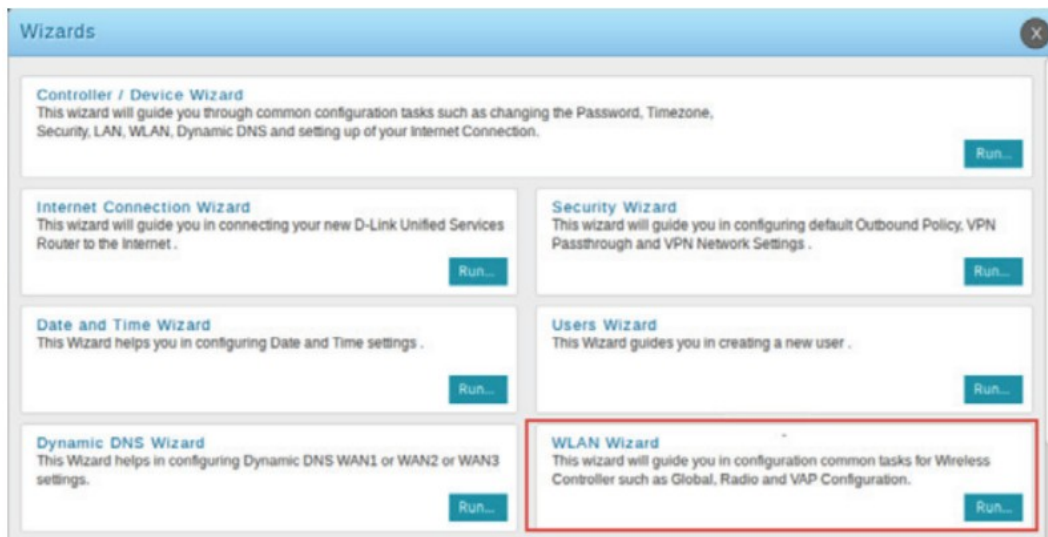 Wizards
X
Controller / Device Wizard
This wizard will guide you through common configuration tasks such as changing the Password, Timezone,
Security, LAN, WLAN, Dynamic DNS and setting up of your Internet Connection.
Run...
Internet Connection Wizard
This wizard will guide you in connecting your new D-Link Unified Services
Router to the Internet .
Run...
Security Wizard
This wizard will guide you in configuring default Outbound Policy, VPN
Passthrough and VPN Network Settings .
Run...
Date and Time Wizard
This Wizard helps you in configuring Date and Time settings .
Run...
Users Wizard
This Wizard guides you in creating a new user .
Run...
Dynamic DNS Wizard
This Wizard helps in configuring Dynamic DNS WAN1 or WAN2 or WAN3
settings.
Run...
WLAN Wizard
This wizard will guide you in configuration common tasks for Wireless
Controller such as Global, Radio and VAP Configuration.
Run...